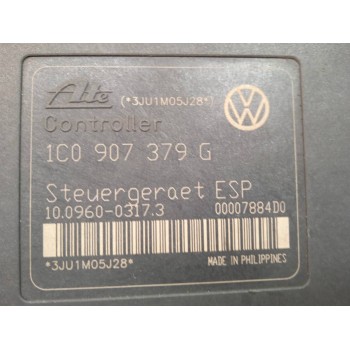 Ate (*3JU1M05J28*)
Controller
1C0 907 379 G
Steuergeraet ESP
10.0960-0317.3 00007884D0
*3JU1M05J28*
MADE IN PHILIPPINES